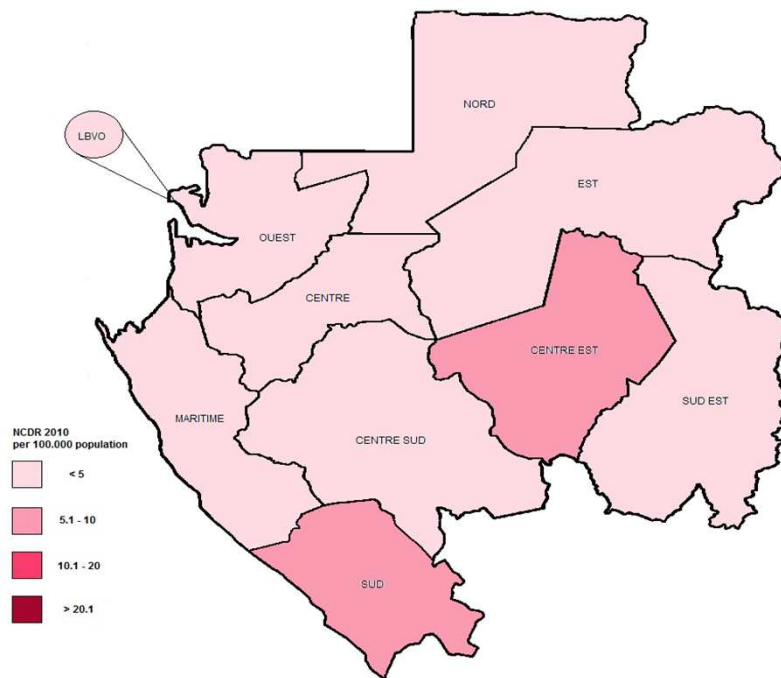 NORD
LBVO
EST
OUEST
CENTRE
CENTRE EST
MARITIME
CENTRE SUD
SUD EST
SUD
NCDR 2010
per 100.000 population
< 5
5.1 - 10
10.1 - 20
> 20.1